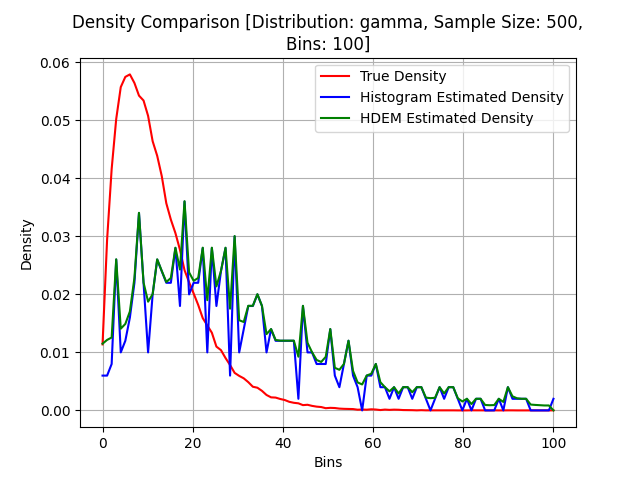 Density Comparison [Distribution: gamma, Sample Size: 500,
Bins: 100]
True Density
Histogram Estimated Density
HDEM Estimated Density
Density
0.06
0.05
0.04
0.03
0.02
0.01
0.00
0 20 40 60 80 100
Bins